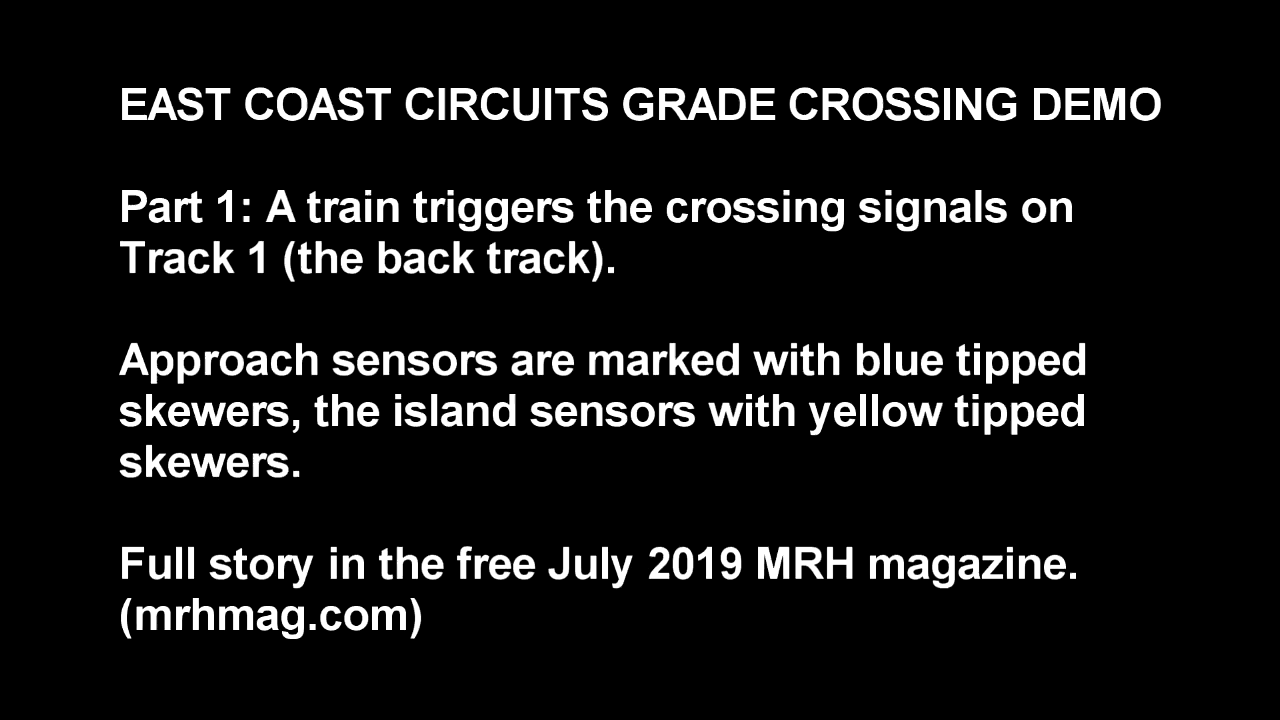 EAST COAST CIRCUITS GRADE CROSSING DEMO
Part 1: A train triggers the crossing signals on
Track 1 (the back track).
Approach sensors are marked with blue tipped
skewers, the island sensors with yellow tipped
skewers.
Full story in the free July 2019 MRH magazine.
(mrhmag.com)